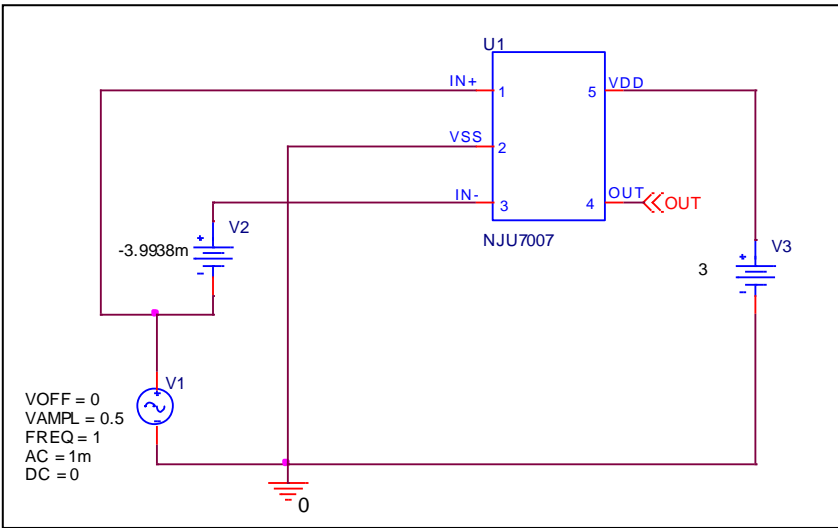 U1
IN+
1
5
VDD
VSS
2
IN-
3
4
OUT
OUT
NJU7007
V2
-3.9938m
V3
3
V1
VOFF = 0
VAMPL = 0.5
FREQ = 1
AC = 1m
DC = 0
0